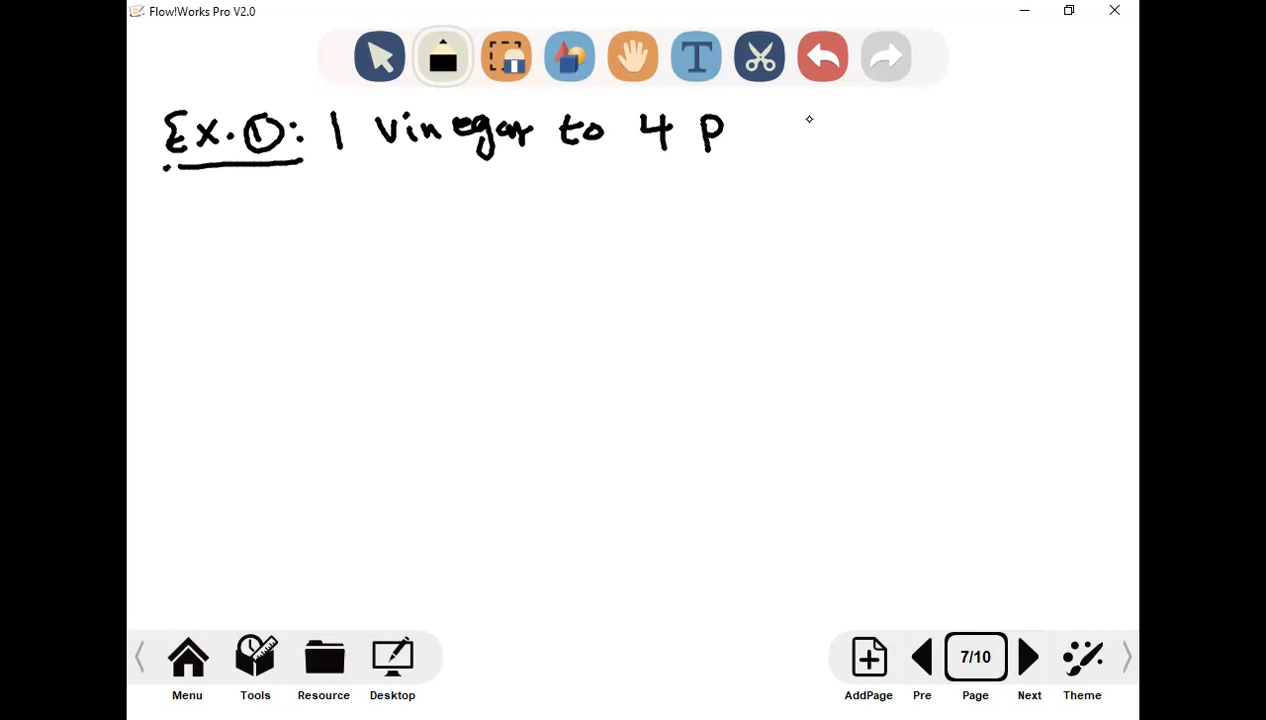 Flow!Works Pro V2.0
Ex. ①: 1 vinegar to 4 p
Menu Tools Resource Desktop AddPage Pre 7/10 Page Next Theme